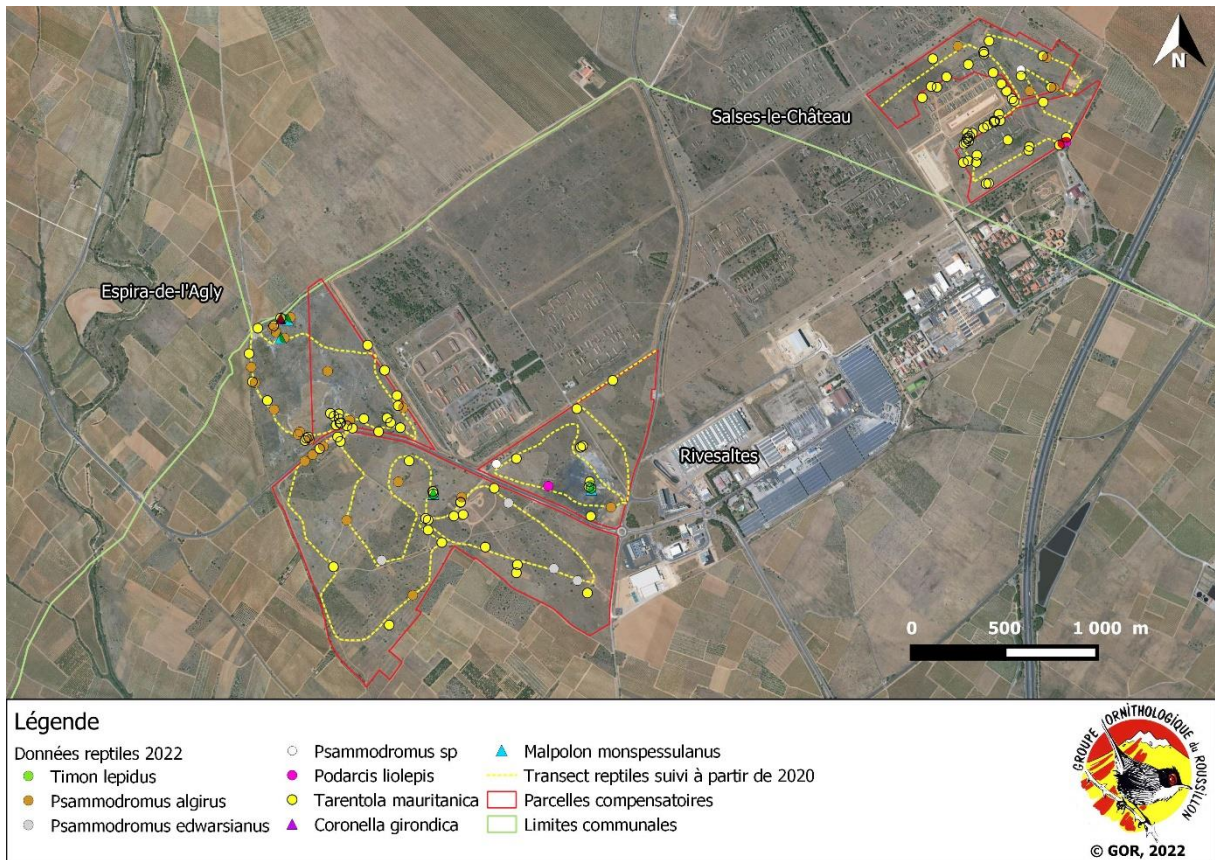 N
Salses-le-Château
Espira-de-l'Agly
Rivesaltes
0 500 1 000 m
Légende
Données reptiles 2022
Timon lepidus
Psammodromus algirus
Psammodromus edwarsianus
Psammodromus sp
Podarcis liolepis
Tarentola mauritanica
Coronella girondica
Malpolon monspessulanus
Transect reptiles suivi à partir de 2020
Parcelles compensatoires
Limites communales
GROUPE ORNITHOLOGIQUE du ROUSSILLON
© GOR, 2022